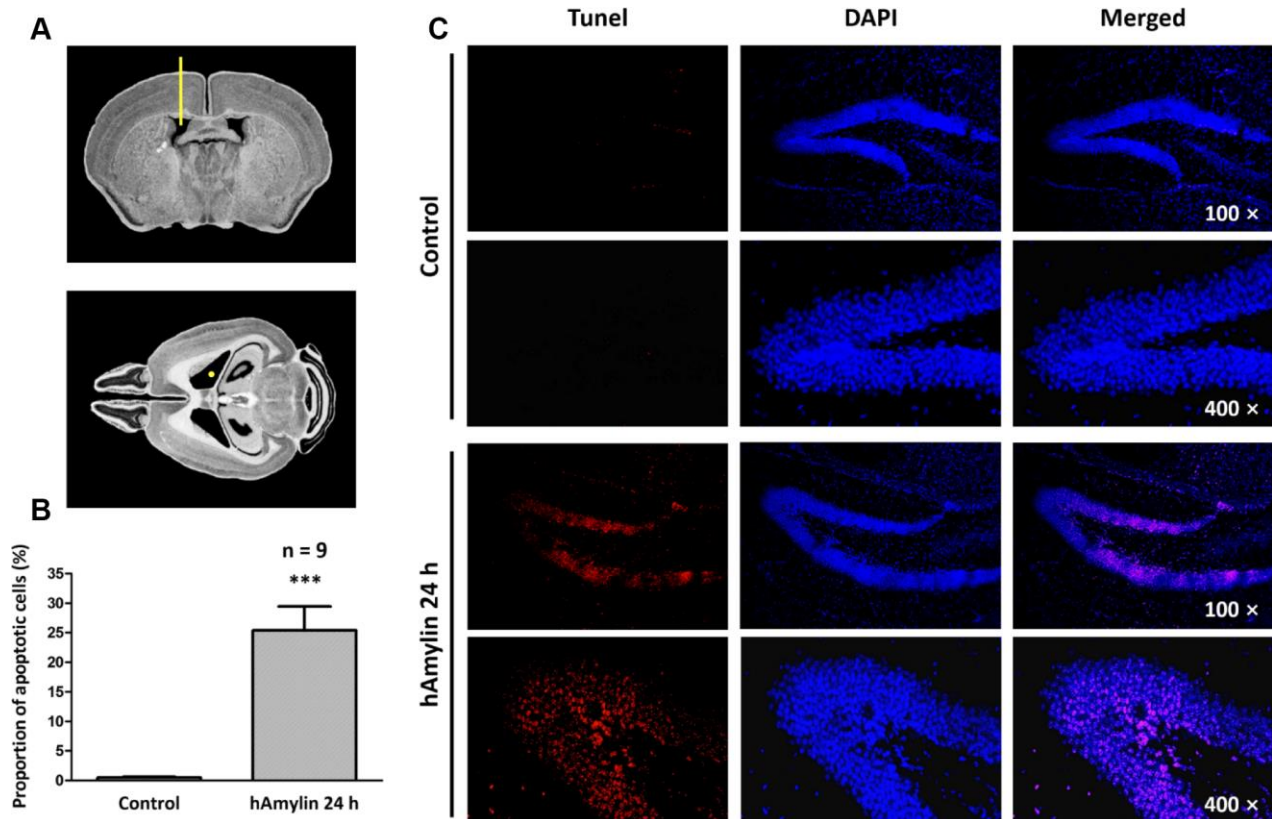 A
B
n = 9
***
Proportion of apoptotic cells (%)
35
30
25
20
15
10
5
0
Control
hAmylin 24 h
C
Tunel
DAPI
Merged
Control
100 ×
400 ×
hAmylin 24 h
100 ×
400 ×